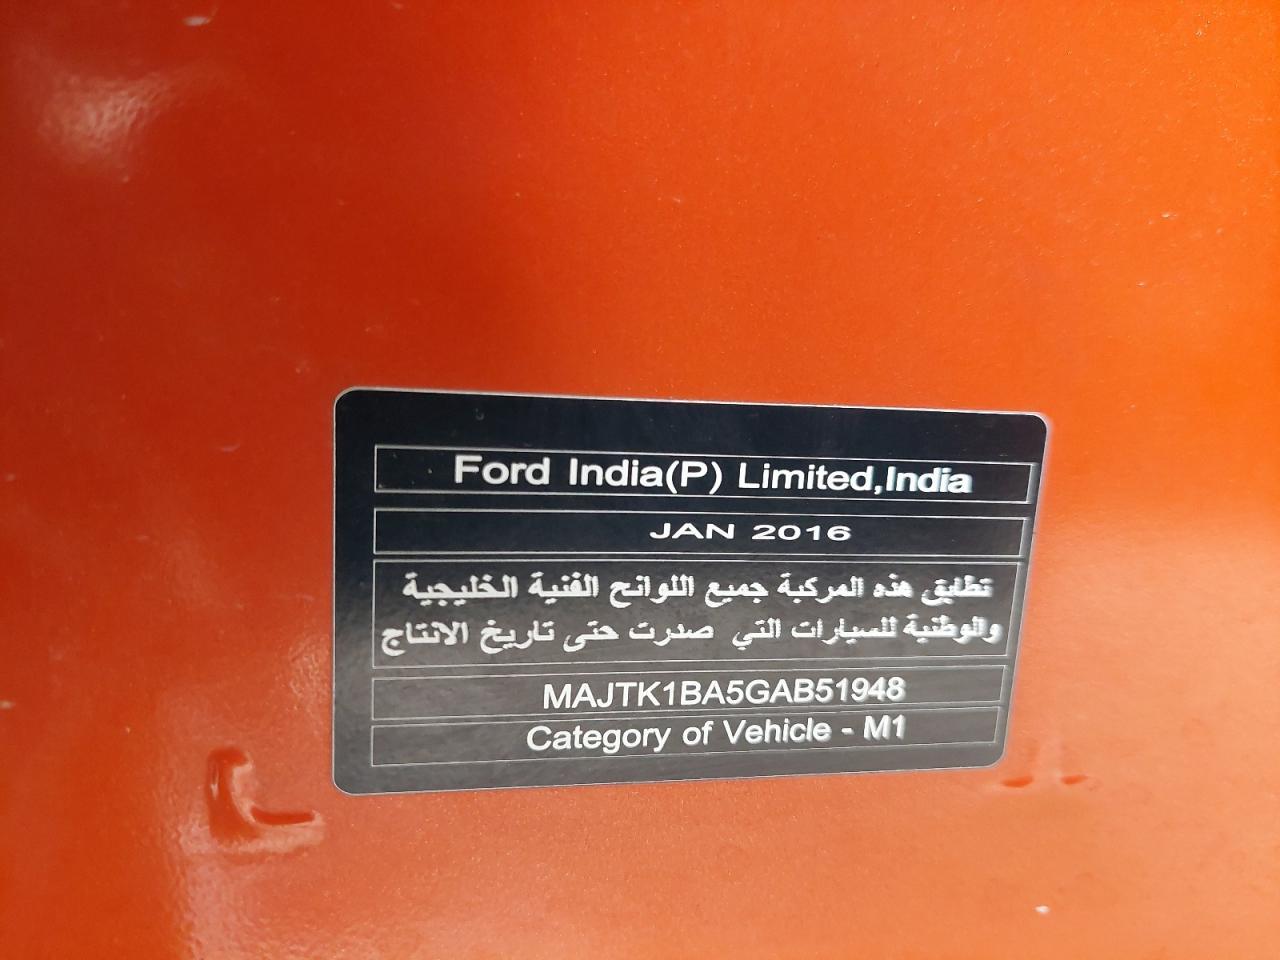 Ford India(P) Limited,India
JAN 2016
تطابق هذه المركبة جميع اللوائح الفنية الخليجية
والوطنية للسيارات التي صدرت حتى تاريخ الانتاج
MAJTK1BA5GAB51948
Category of Vehicle - M1